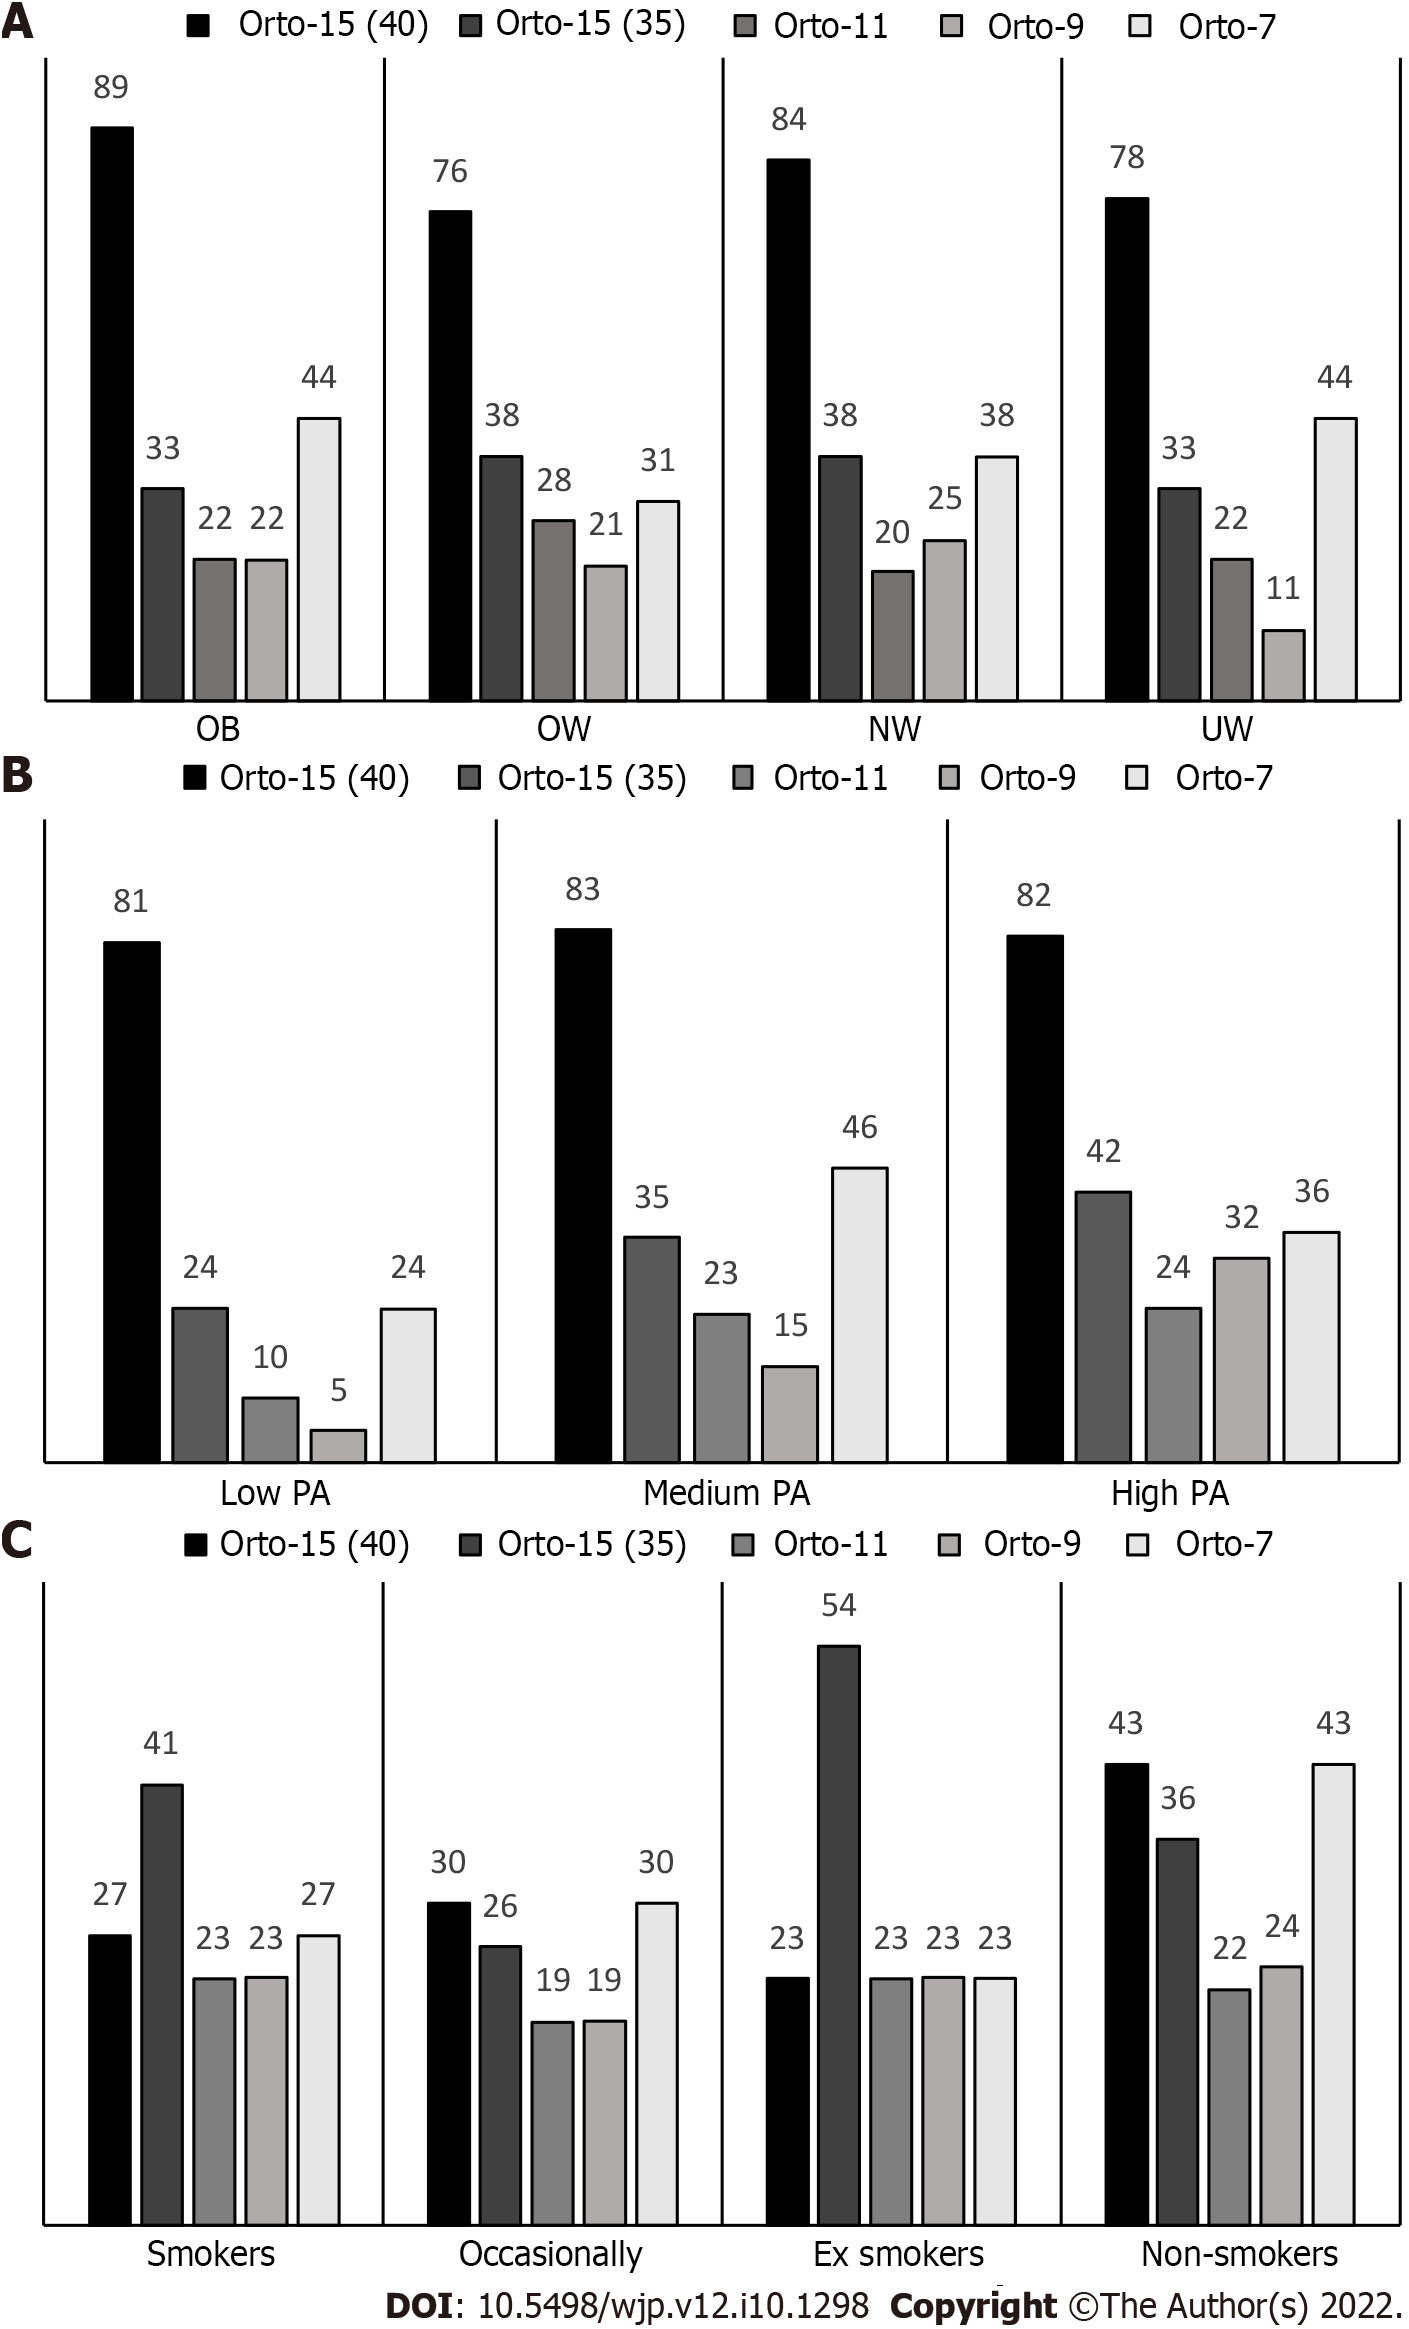 A Orto-15 (40) Orto-15 (35) Orto-11 Orto-9 Orto-7
89 33 22 22 44 76 38 28 21 31 84 38 20 25 38 78 33 22 11 44
OB OW NW UW
B Orto-15 (40) Orto-15 (35) Orto-11 Orto-9 Orto-7
81 24 10 5 24 83 35 23 15 46 82 42 24 32 36
Low PA Medium PA High PA
C Orto-15 (40) Orto-15 (35) Orto-11 Orto-9 Orto-7
27 41 23 23 27 30 26 19 19 30 23 54 23 23 23 43 36 22 24 43
Smokers Occasionally Ex smokers Non-smokers
DOI: 10.5498/wjp.v12.i10.1298 Copyright ©The Author(s) 2022.